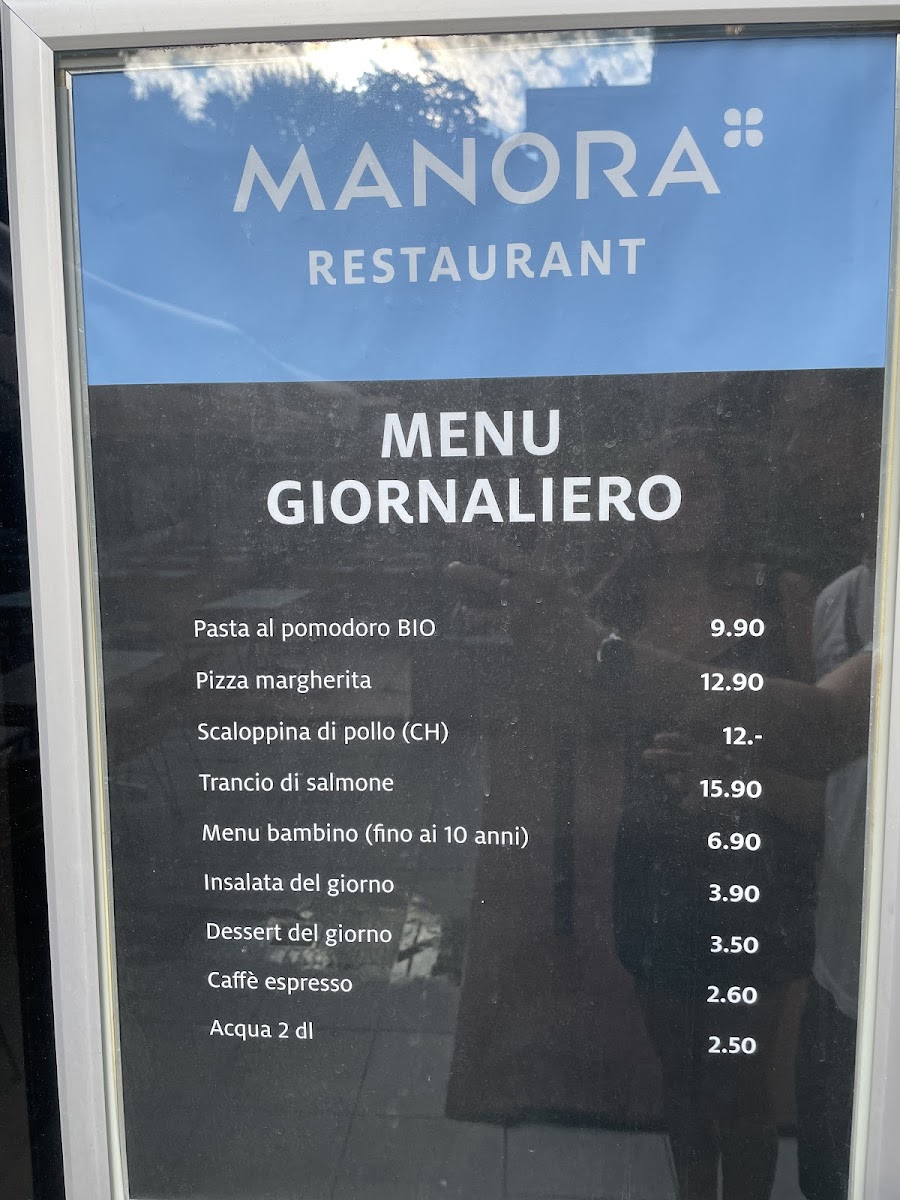 MANORA
RESTAURANT
MENU
GIORNALIERO
Pasta al pomodoro BIO 9.90
Pizza margherita 12.90
Scaloppina di pollo (CH) 12.-
Trancio di salmone 15.90
Menu bambino (fino ai 10 anni) 6.90
Insalata del giorno 3.90
Dessert del giorno 3.50
Caffè espresso 2.60
Acqua 2 dl 2.50